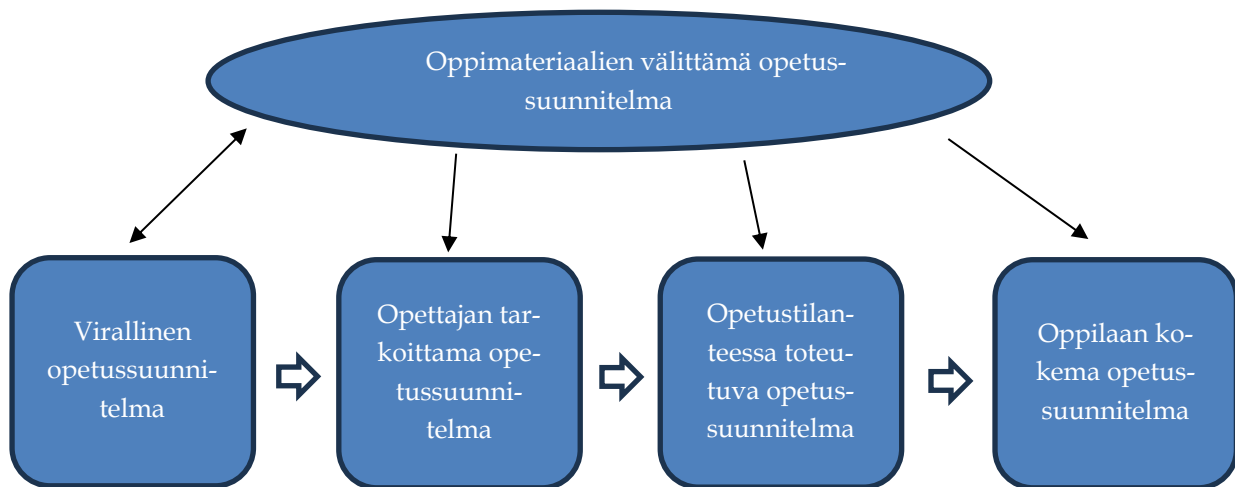 Oppimateriaalien välittämä opetus-
suunnitelma
Virallinen
opetussuunni-
telma
Opettajan tar-
koittama ope-
tussuunni-
telma
Opetustilan-
teessa toteu-
tuva opetus-
suunnitelma
Oppilaan ko-
kema opetus-
suunnitelma